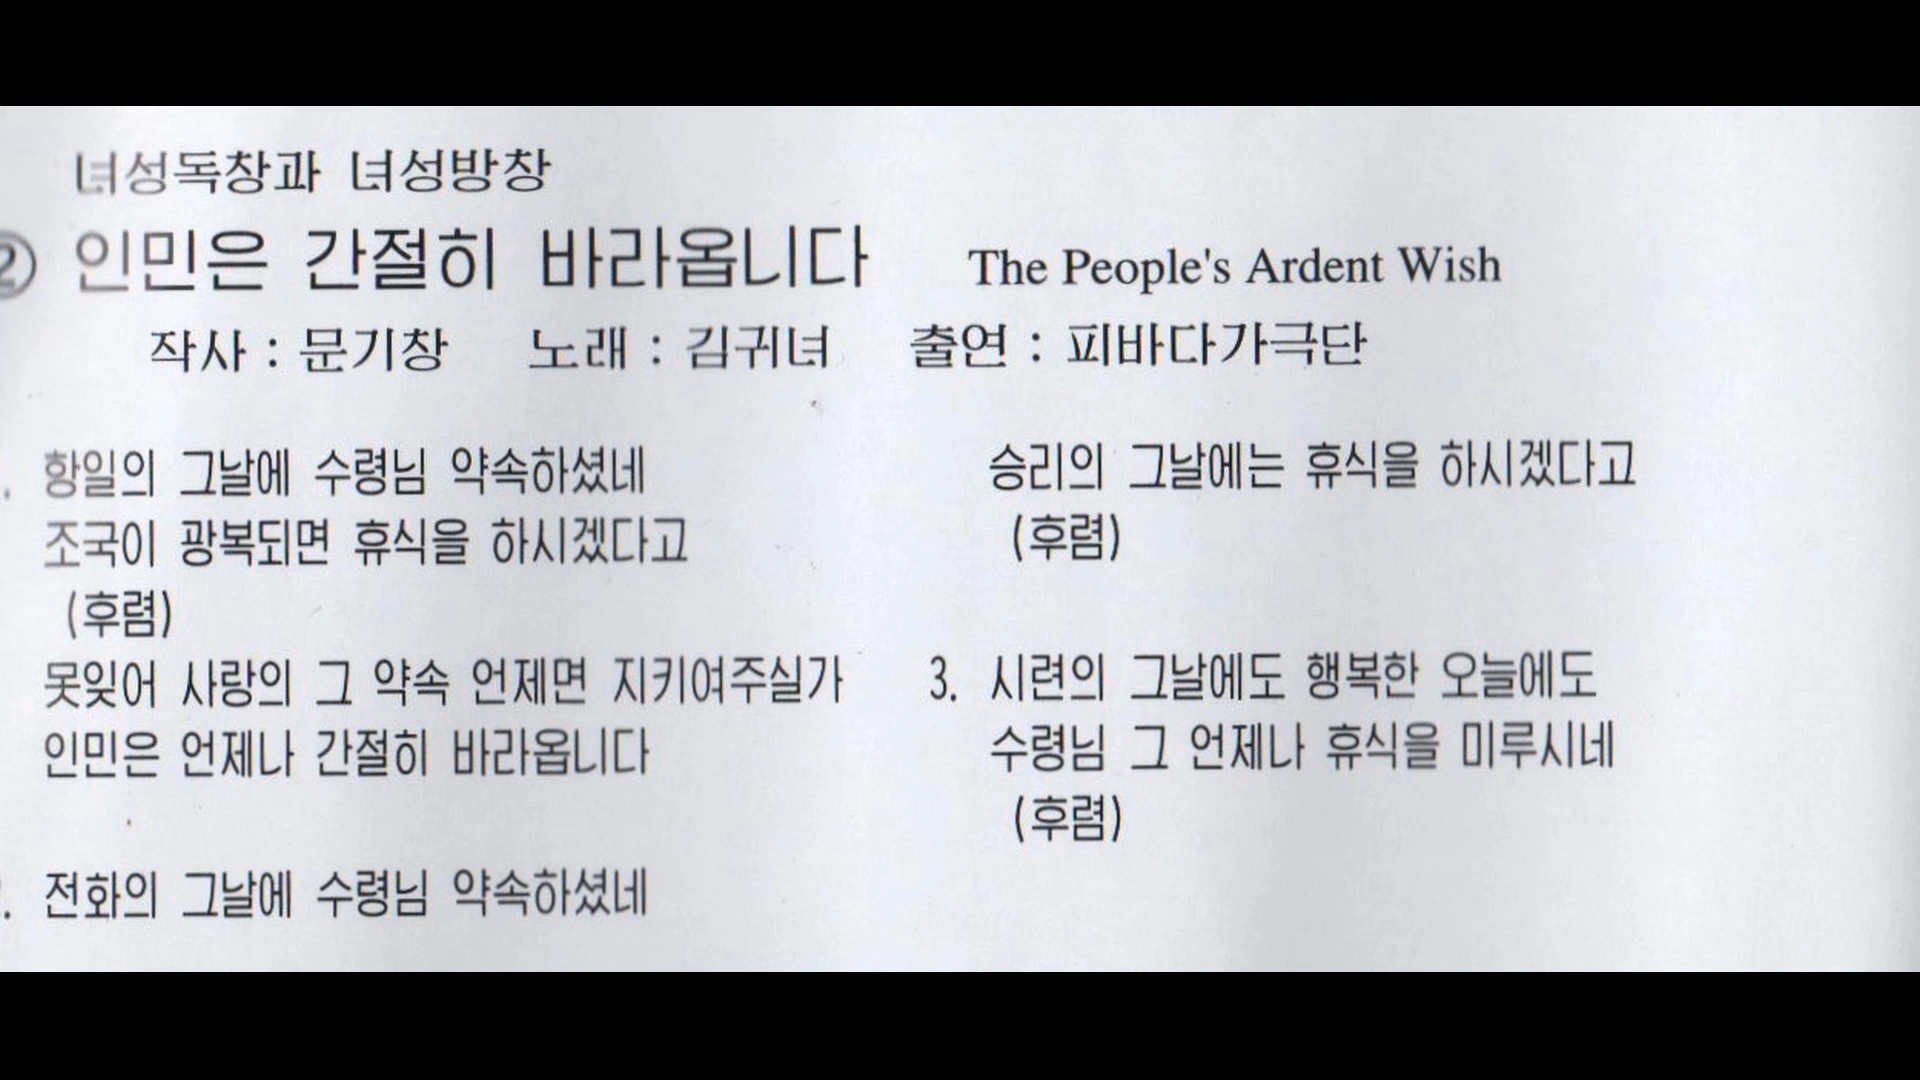 녀성독창과 녀성방창
② 인민은 간절히 바라옵니다 The People's Ardent Wish
작사 : 문기창 노래 : 김귀녀 출연 : 피바다가극단
. 항일의 그날에 수령님 약속하셨네
조국이 광복되면 휴식을 하시겠다고
(후렴)
못잊어 사랑의 그 약속 언제면 지키여주실가
인민은 언제나 간절히 바라옵니다
. 전화의 그날에 수령님 약속하셨네
승리의 그날에는 휴식을 하시겠다고
(후렴)
3. 시련의 그날에도 행복한 오늘에도
수령님 그 언제나 휴식을 미루시네
(후렴)